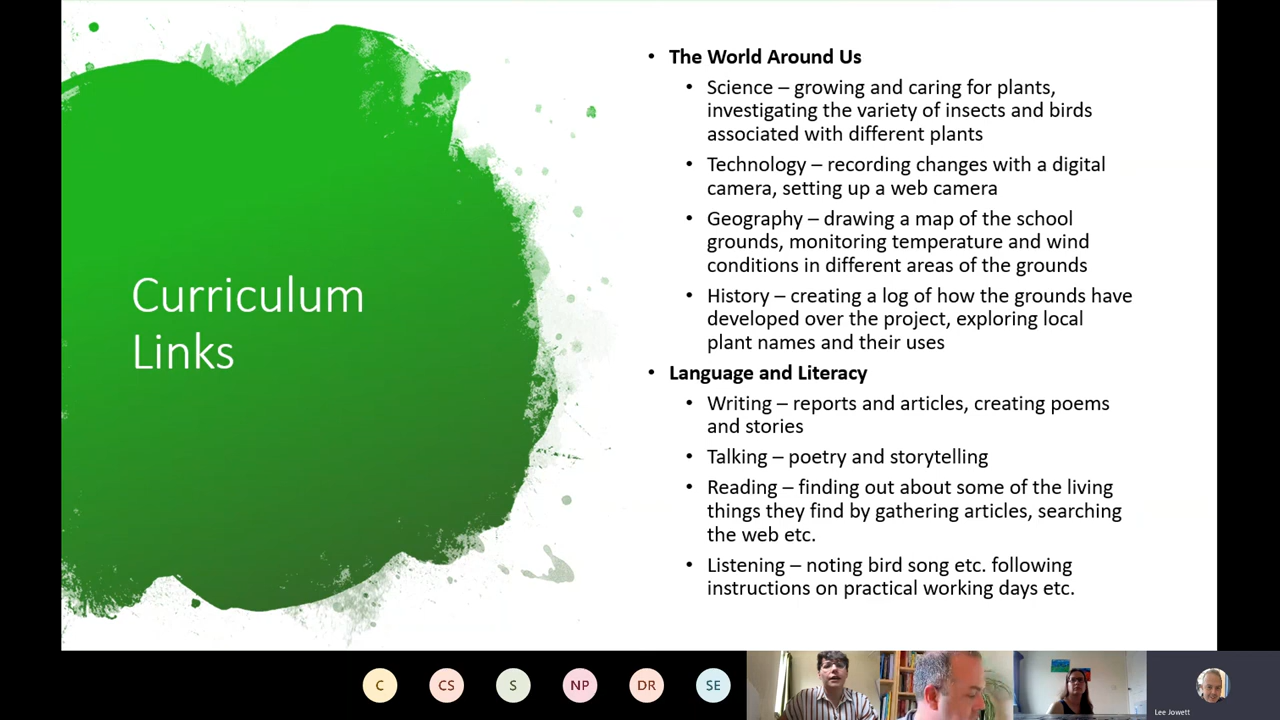 Curriculum
Links
• The World Around Us
• Science – growing and caring for plants,
investigating the variety of insects and birds
associated with different plants
• Technology – recording changes with a digital
camera, setting up a web camera
• Geography – drawing a map of the school
grounds, monitoring temperature and wind
conditions in different areas of the grounds
• History – creating a log of how the grounds have
developed over the project, exploring local
plant names and their uses
• Language and Literacy
• Writing – reports and articles, creating poems
and stories
• Talking – poetry and storytelling
• Reading – finding out about some of the living
things they find by gathering articles, searching
the web etc.
• Listening – noting bird song etc. following
instructions on practical working days etc.
C CS S NP DR SE
Lee Jowett